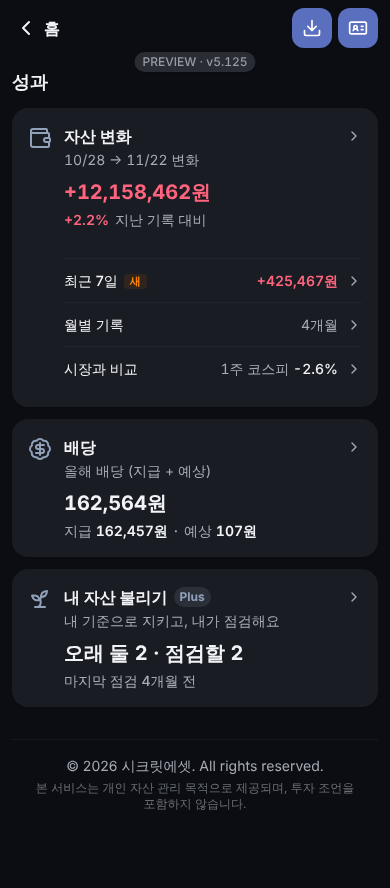 홈
PREVIEW · v5.125
성과
자산 변화
10/28 → 11/22 변화
+12,158,462원
+2.2% 지난 기록 대비
최근 7일 새 +425,467원
월별 기록 4개월
시장과 비교 1주 코스피 -2.6%
배당
올해 배당 (지급 + 예상)
162,564원
지급 162,457원 · 예상 107원
내 자산 불리기 Plus
내 기준으로 지키고, 내가 점검해요
오래 둘 2 · 점검할 2
마지막 점검 4개월 전
© 2026 시크릿에셋. All rights reserved.
본 서비스는 개인 자산 관리 목적으로 제공되며, 투자 조언을
포함하지 않습니다.